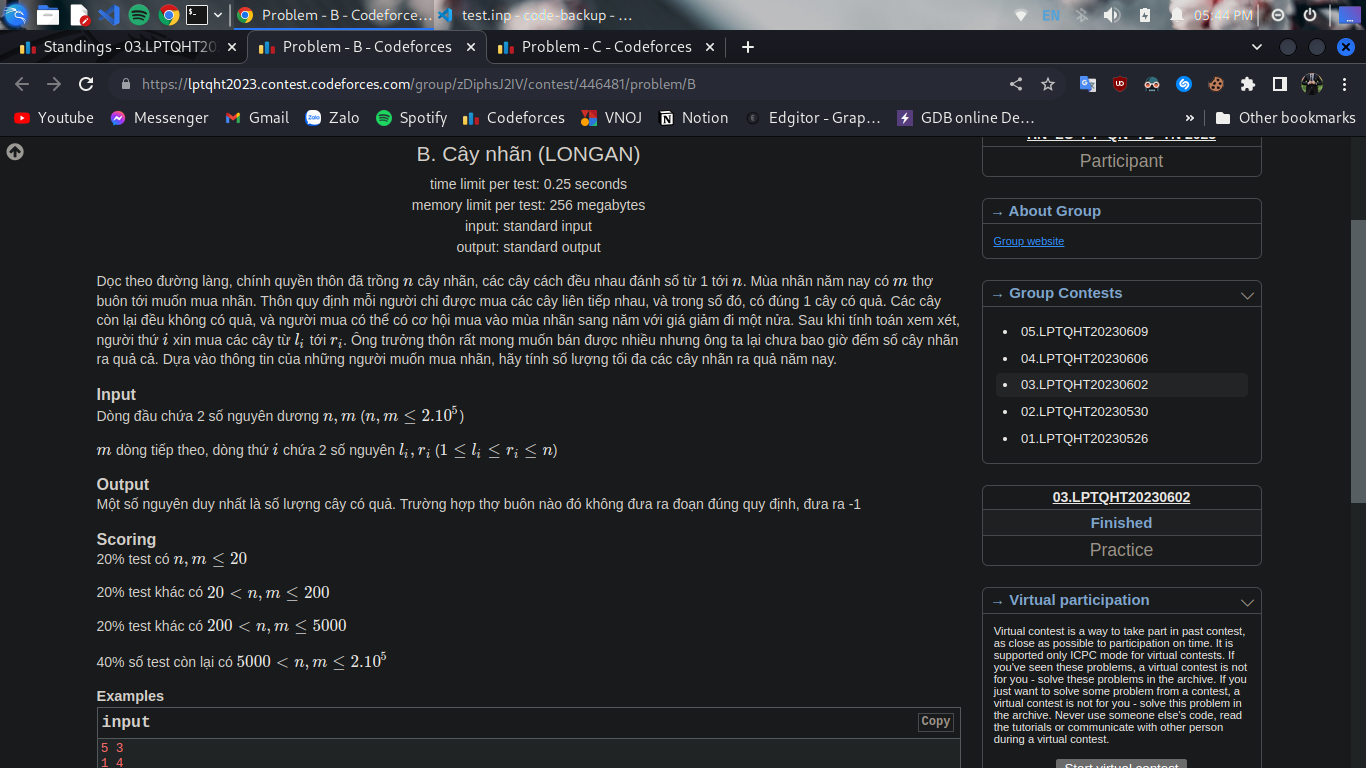 Problem - B - Codeforce…
test.inp - code-backup - …
EN
05:44 PM
Standings - 03.LPTQHT20
Problem - B - Codeforces
Problem - C - Codeforces
https://lptqht2023.contest.codeforces.com/group/zDiphsJ2IV/contest/446481/problem/B
YouTube
Messenger
Gmail
Zalo
Spotify
Codeforces
VNOJ
Notion
Edgitor - Grap…
GDB online De…
»
Other bookmarks
B. Cây nhãn (LONGAN)
time limit per test: 0.25 seconds
memory limit per test: 256 megabytes
input: standard input
output: standard output
Dọc theo đường làng, chính quyền thôn đã trồng n cây nhãn, các cây cách đều nhau đánh số từ 1 tới n. Mùa nhãn năm nay có m thợ
buôn tới muốn mua nhãn. Thôn quy định mỗi người chỉ được mua các cây liên tiếp nhau, và trong số đó, có đúng 1 cây có quả. Các cây
còn lại đều không có quả, và người mua có thể có cơ hội mua vào mùa nhãn sang năm với giá giảm đi một nửa. Sau khi tính toán xem xét,
người thứ i xin mua các cây từ l_i tới r_i. Ông trưởng thôn rất mong muốn bán được nhiều nhưng ông ta lại chưa bao giờ đếm số cây nhãn
ra quả cả. Dựa vào thông tin của những người muốn mua nhãn, hãy tính số lượng tối đa các cây nhãn ra quả năm nay.
Input
Dòng đầu chứa 2 số nguyên dương n, m (n, m ≤ 2.10^5)
m dòng tiếp theo, dòng thứ i chứa 2 số nguyên l_i, r_i (1 ≤ l_i ≤ r_i ≤ n)
Output
Một số nguyên duy nhất là số lượng cây có quả. Trường hợp thợ buôn nào đó không đưa ra đoạn đúng quy định, đưa ra -1
Scoring
20% test có n, m ≤ 20
20% test khác có 20 < n, m ≤ 200
20% test khác có 200 < n, m ≤ 5000
40% số test còn lại có 5000 < n, m ≤ 2.10^5
Examples
input
Copy
5 3
1 4
Participant
→ About Group
Group website
→ Group Contests
05.LPTQHT20230609
04.LPTQHT20230606
03.LPTQHT20230602
02.LPTQHT20230530
01.LPTQHT20230526
03.LPTQHT20230602
Finished
Practice
→ Virtual participation
Virtual contest is a way to take part in past contest,
as close as possible to participation on time. It is
supported only ICPC mode for virtual contests. If
you've seen these problems, a virtual contest is not
for you - solve these problems in the archive. If you
just want to solve some problem from a contest, a
virtual contest is not for you - solve this problem in
the archive. Never use someone else's code, read
the tutorials or communicate with other person
during a virtual contest.
Start virtual contest